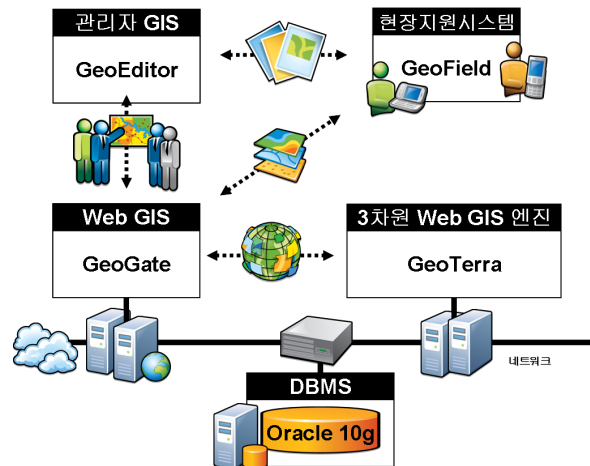 관리자 GIS
GeoEditor
현장지원시스템
GeoField
Web GIS
GeoGate
3차원 Web GIS 엔진
GeoTerra
네트워크
DBMS
Oracle 10g